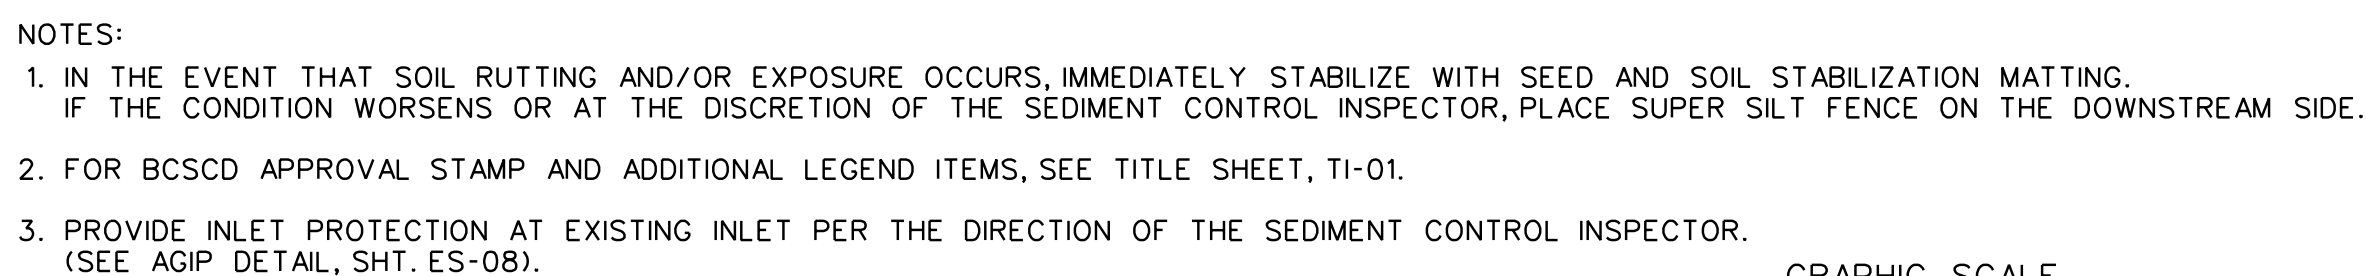 NOTES:
1. IN THE EVENT THAT SOIL RUTTING AND/OR EXPOSURE OCCURS, IMMEDIATELY STABILIZE WITH SEED AND SOIL STABILIZATION MATTING.
IF THE CONDITION WORSENS OR AT THE DISCRETION OF THE SEDIMENT CONTROL INSPECTOR, PLACE SUPER SILT FENCE ON THE DOWNSTREAM SIDE.
2. FOR BCSCD APPROVAL STAMP AND ADDITIONAL LEGEND ITEMS, SEE TITLE SHEET, TI-01.
3. PROVIDE INLET PROTECTION AT EXISTING INLET PER THE DIRECTION OF THE SEDIMENT CONTROL INSPECTOR.
(SEE AGIP DETAIL, SHT. ES-08).
GRAPHIC SCALE